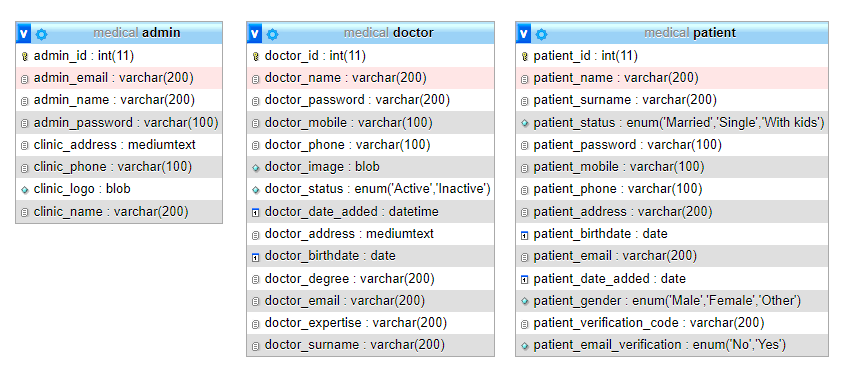 v medical admin
admin_id : int(11)
admin_email : varchar(200)
admin_name : varchar(200)
admin_password : varchar(100)
clinic_address : mediumtext
clinic_phone : varchar(100)
clinic_logo : blob
clinic_name : varchar(200)
v medical doctor
doctor_id : int(11)
doctor_name : varchar(200)
doctor_password : varchar(200)
doctor_mobile : varchar(100)
doctor_phone : varchar(100)
doctor_image : blob
doctor_status : enum('Active','Inactive')
doctor_date_added : datetime
doctor_address : mediumtext
doctor_birthdate : date
doctor_degree : varchar(200)
doctor_email : varchar(200)
doctor_expertise : varchar(200)
doctor_surname : varchar(200)
v medical patient
patient_id : int(11)
patient_name : varchar(200)
patient_surname : varchar(200)
patient_status : enum('Married','Single','With kids')
patient_password : varchar(100)
patient_mobile : varchar(100)
patient_phone : varchar(100)
patient_address : varchar(200)
patient_birthdate : date
patient_email : varchar(200)
patient_date_added : date
patient_gender : enum('Male','Female','Other')
patient_verification_code : varchar(200)
patient_email_verification : enum('No','Yes')